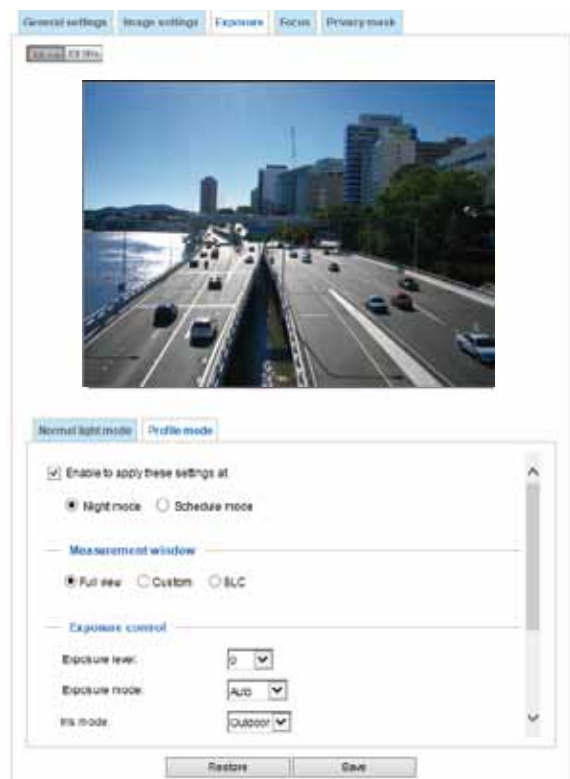 General settings Image settings Exposure Focus Privacy mask
Normal light mode Profile mode
Enable to apply these settings at
Night mode Schedule mode
Measurement window
Full view Custom BLC
Exposure control
Exposure level: 0
Exposure mode: Auto
Iris mode Outdoor
Restore Save